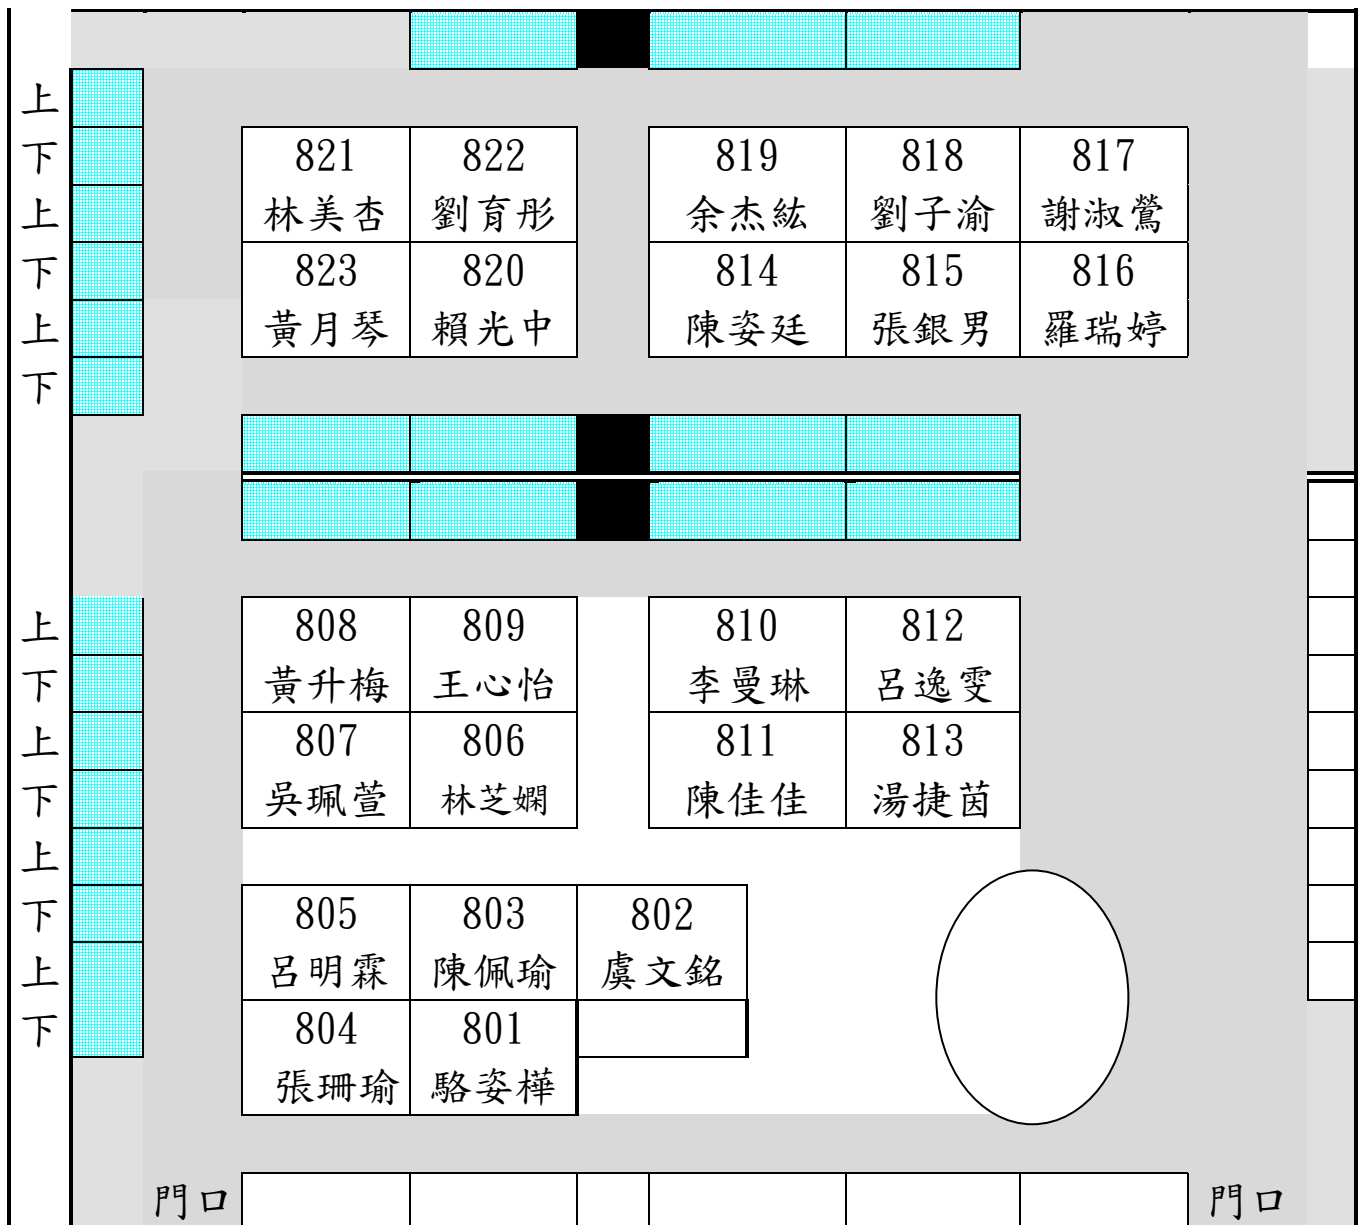 上
下 821 822 819 818 817
上 林美杏 劉育彤 余杰紘 劉子渝 謝淑鶯
下 823 820 814 815 816
上 黃月琴 賴光中 陳姿廷 張銀男 羅瑞婷
下
上 808 809 810 812
下 黃升梅 王心怡 李曼琳 呂逸雯
上 807 806 811 813
下 吳珮萱 林芝嫻 陳佳佳 湯捷茵
上
下 805 803 802
上 呂明霖 陳佩瑜 虞文銘
下 804 801
張珊瑜 駱姿樺
門口 門口